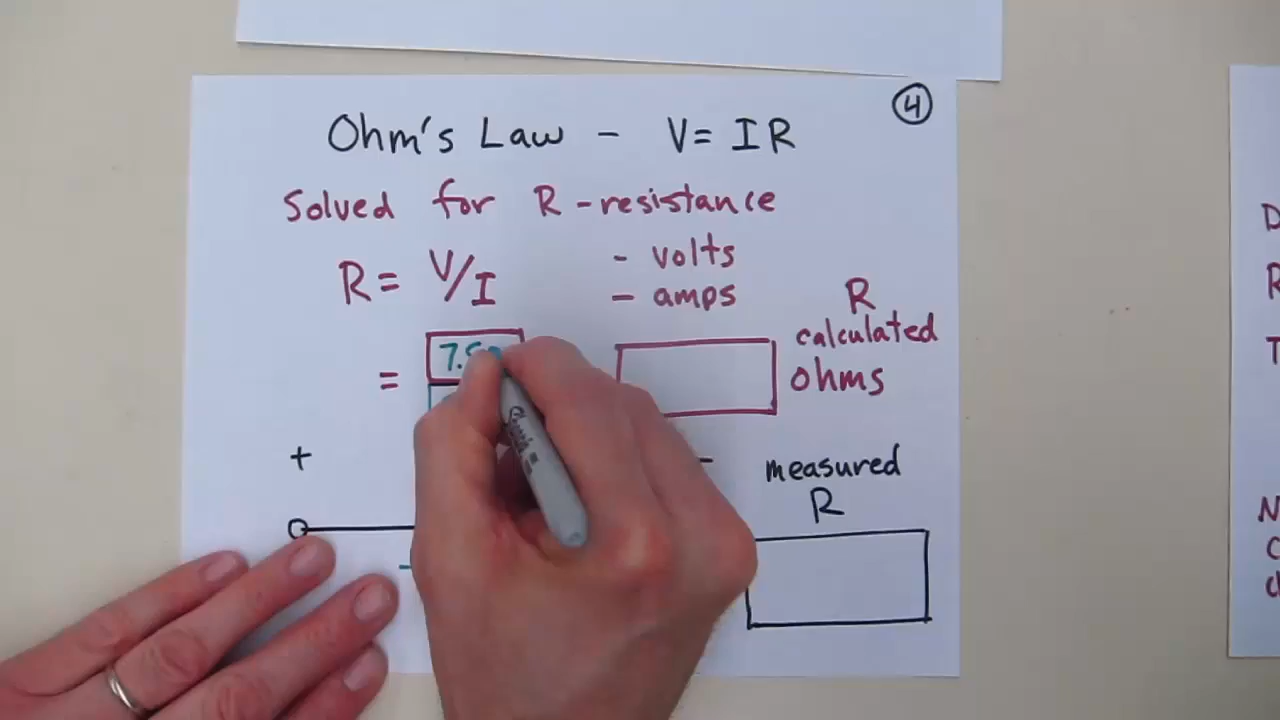 ④
Ohm's Law - V= IR
Solved for R -resistance
R= V/I
- volts
- amps
R
calculated
ohms
=
+
-
measured
R